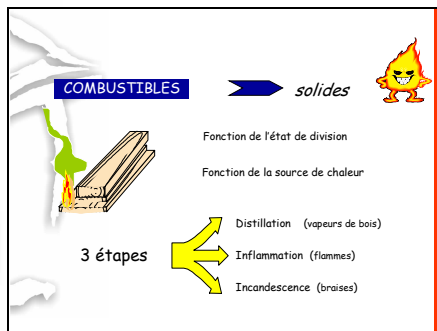 COMBUSTIBLES
solides
Fonction de l'état de division
Fonction de la source de chaleur
3 étapes
Distillation (vapeurs de bois)
Inflammation (flammes)
Incandescence (braises)